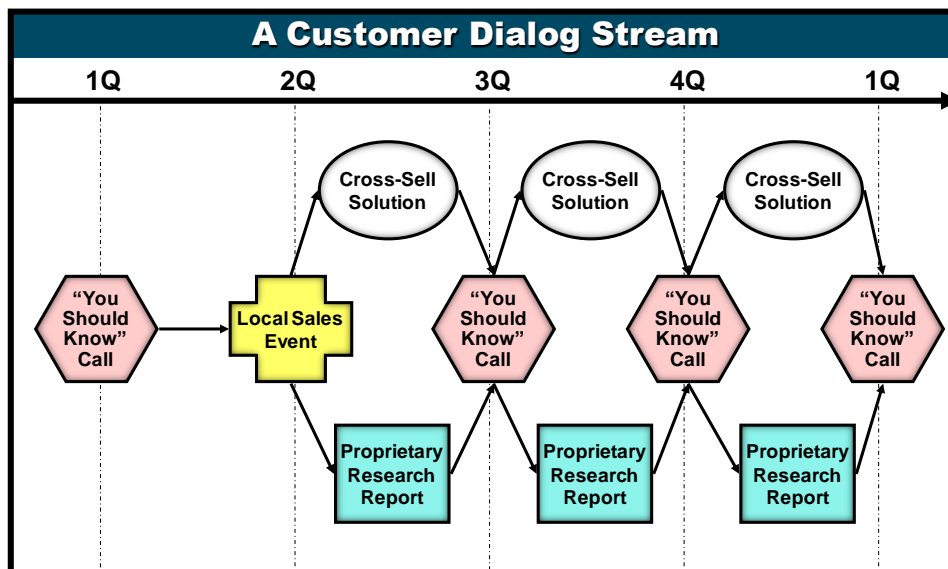 A Customer Dialog Stream
1Q
2Q
3Q
4Q
1Q
Cross-Sell
Solution
Cross-Sell
Solution
Cross-Sell
Solution
“You
Should
Know”
Call
Local Sales
Event
“You
Should
Know”
Call
“You
Should
Know”
Call
“You
Should
Know”
Call
Proprietary
Research
Report
Proprietary
Research
Report
Proprietary
Research
Report